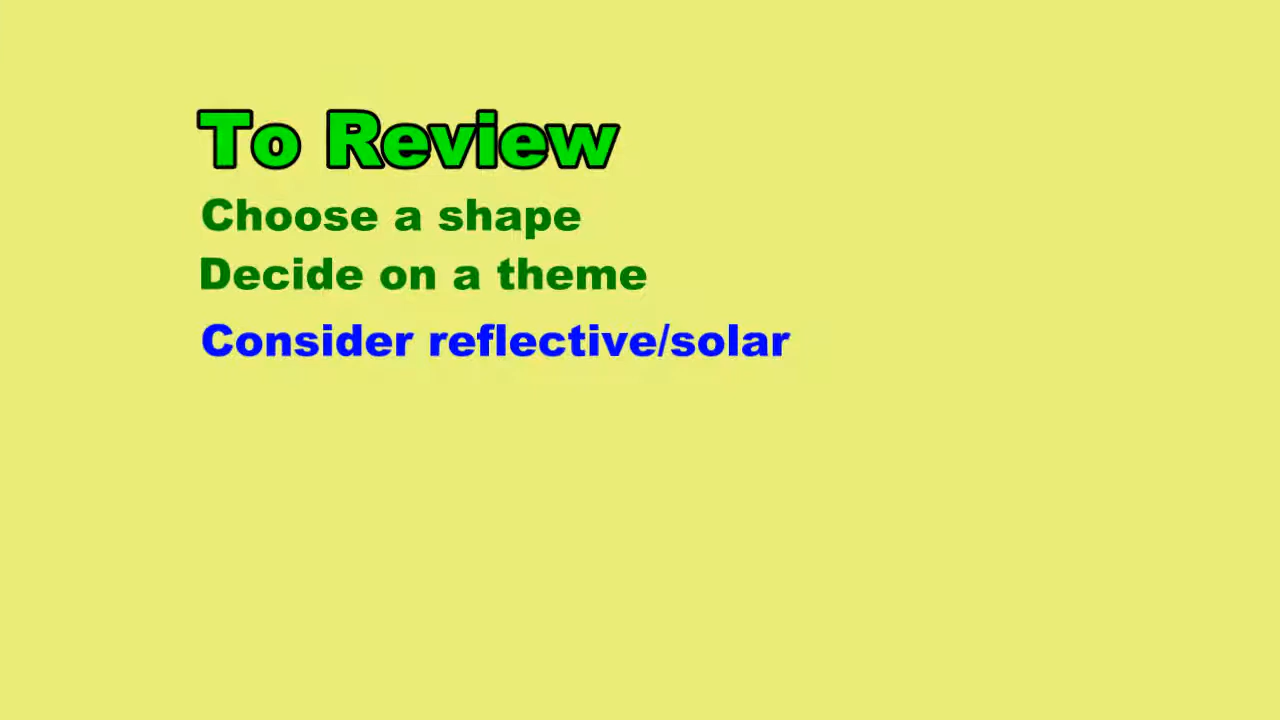 To Review
Choose a shape
Decide on a theme
Consider reflective/solar